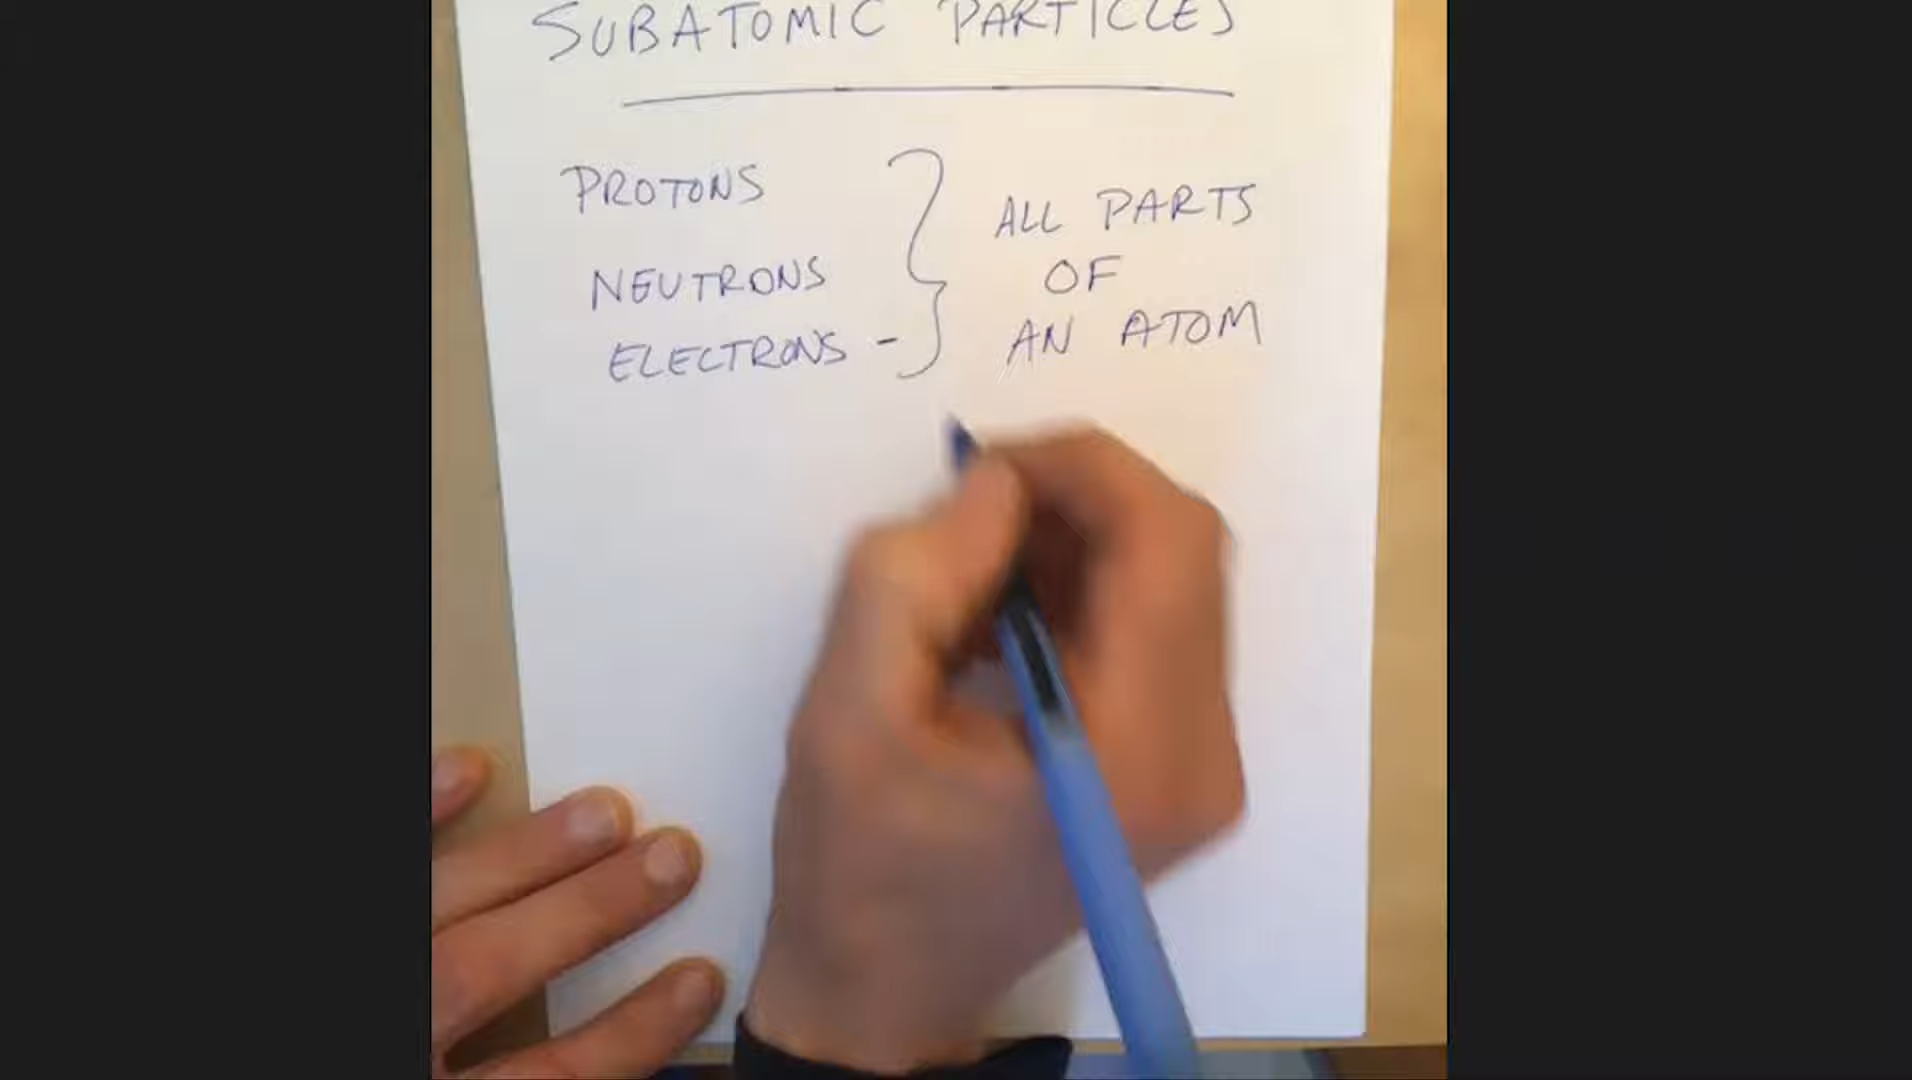 SUBATOMIC PARTICLES
PROTONS
NEUTRONS
ELECTRONS -
ALL PARTS
OF
AN ATOM